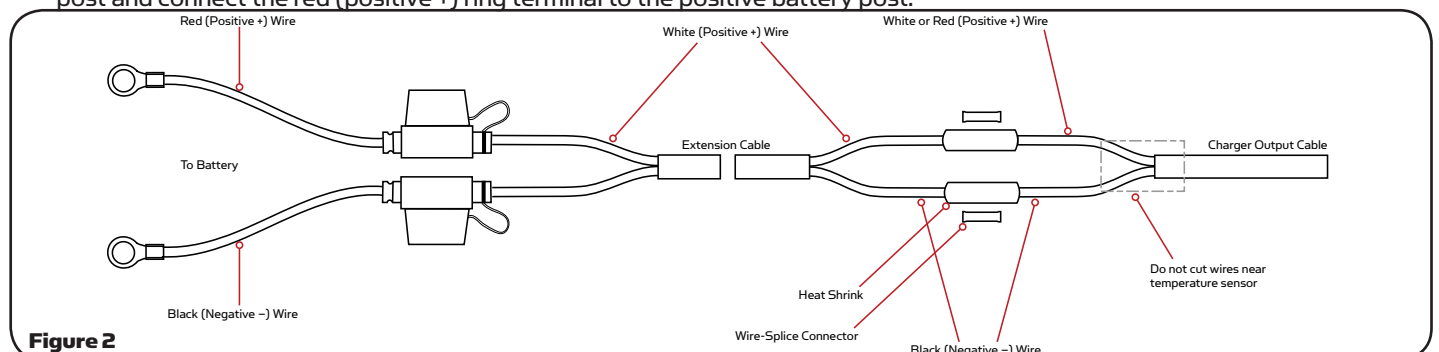 post and connect the red (positive +) ring terminal to the positive battery post.
Red (Positive +) Wire
White (Positive +) Wire
White or Red (Positive +) Wire
To Battery
Extension Cable
Charger Output Cable
Do not cut wires near
temperature sensor
Heat Shrink
Black (Negative –) Wire
Wire-Splice Connector
Black (Negative –) Wire
Figure 2